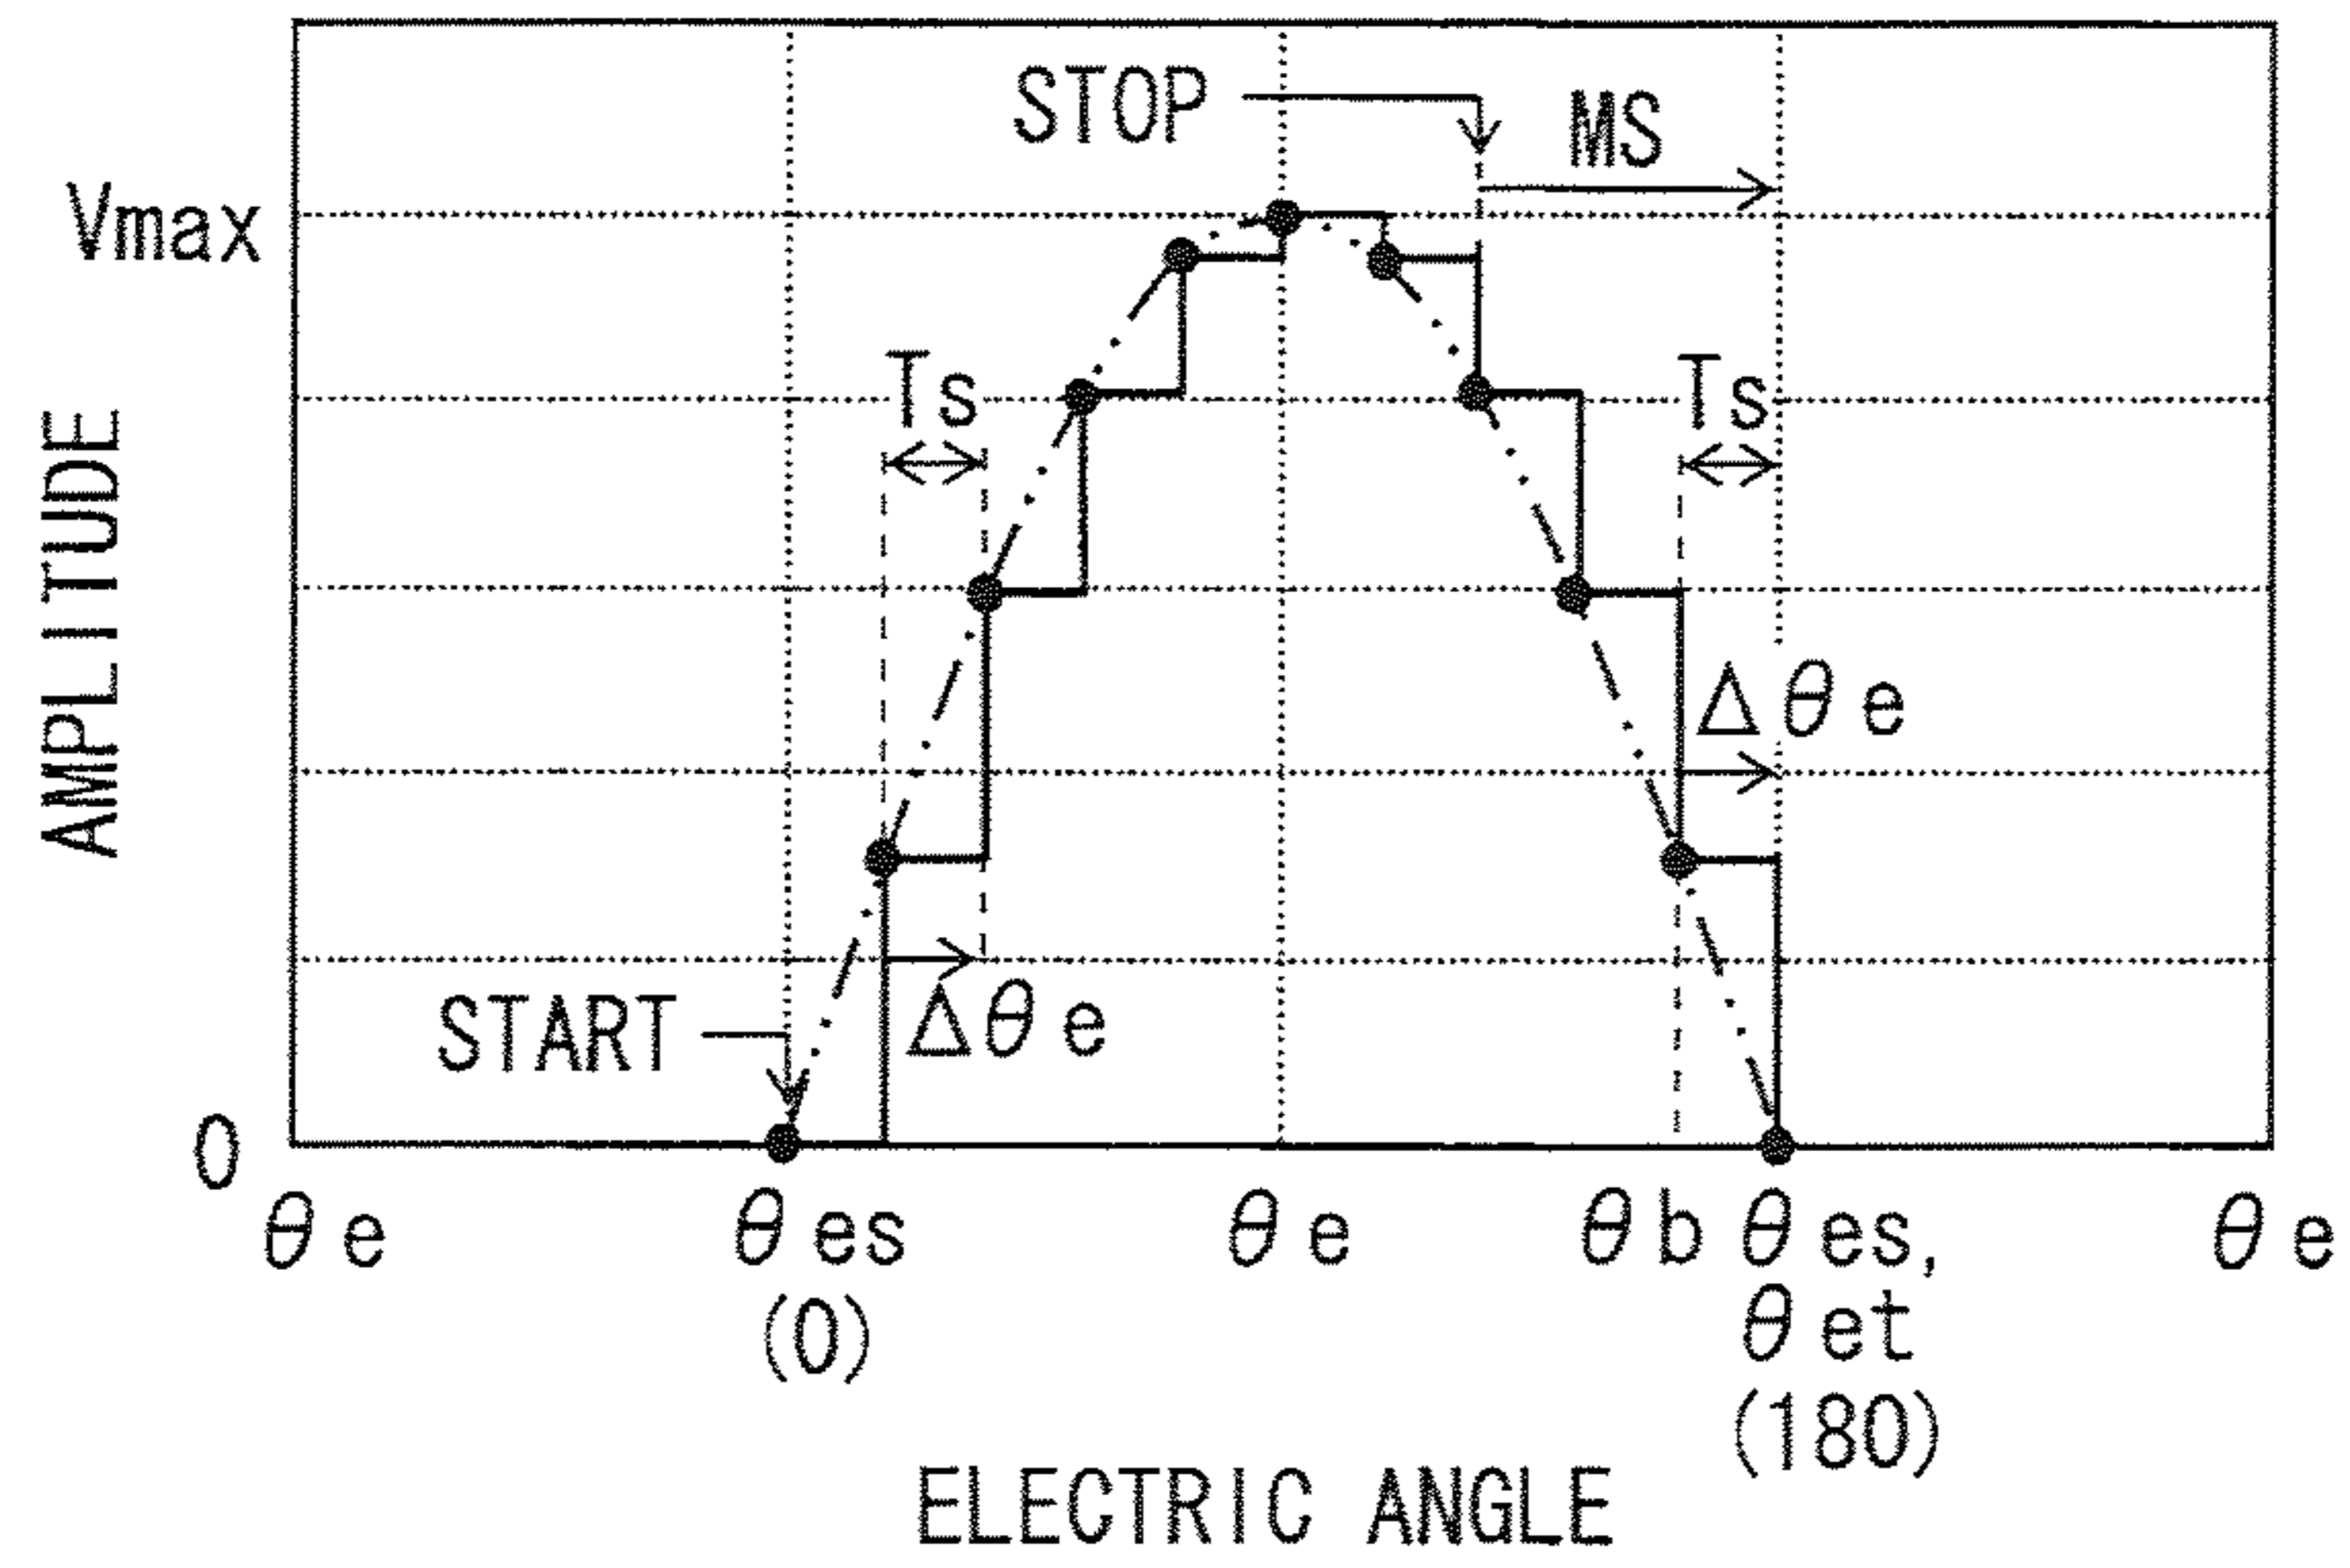 STOP
MS
Vmax
Ts
Ts
AMPLITUDE
Δθe
START
Δθe
0
θe
θes
(0)
θe
θb
θes,
θet
(180)
θe
ELECTRIC ANGLE